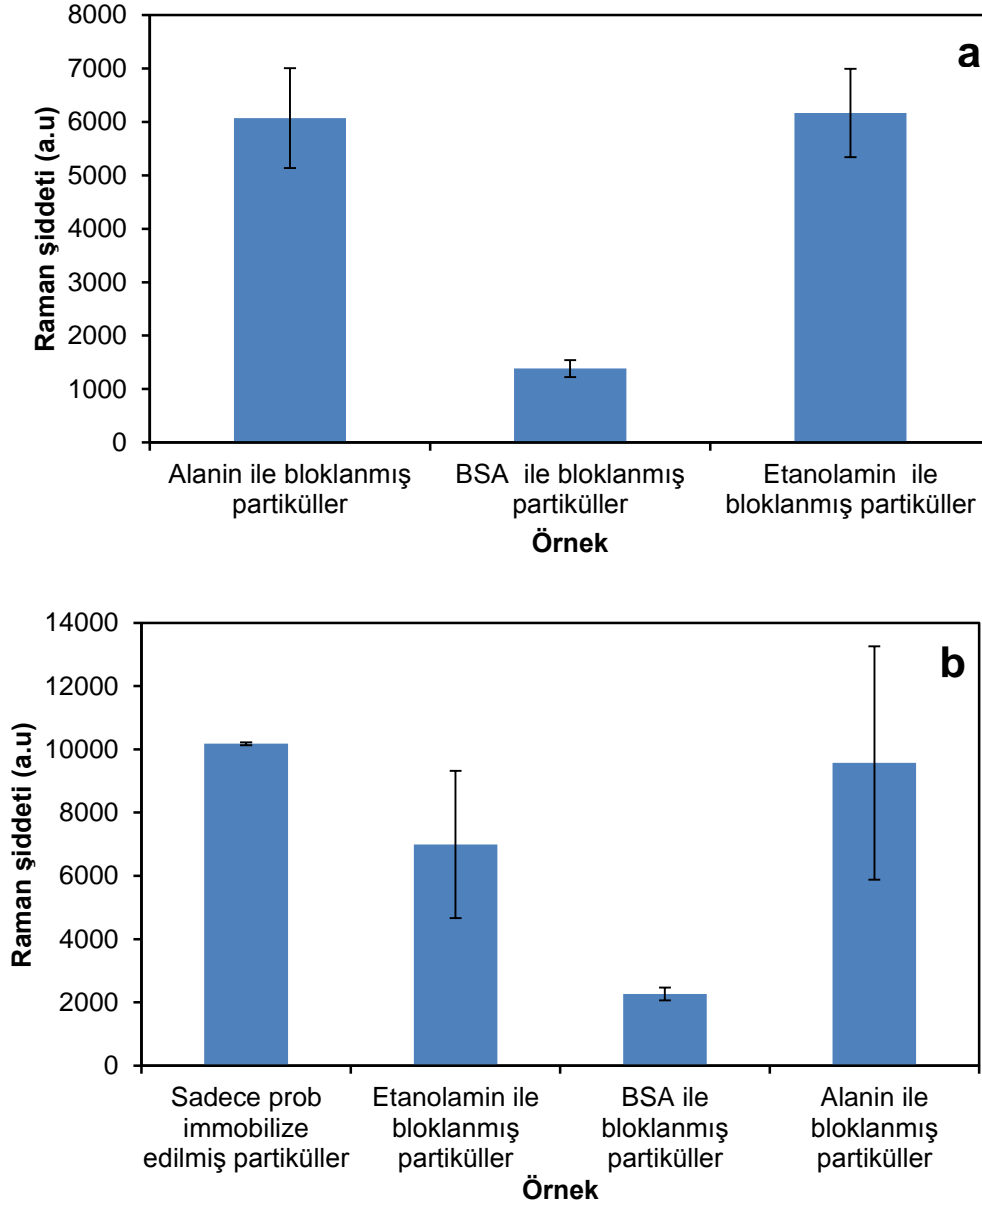 a
Raman şiddeti (a.u)
8000
7000
6000
5000
4000
3000
2000
1000
0
Alanin ile bloklanmış
partiküller
BSA ile bloklanmış
partiküller
Etanolamin ile
bloklanmış partiküller
Örnek
b
Raman şiddeti (a.u)
14000
12000
10000
8000
6000
4000
2000
0
Sadece prob
immobilize
edilmiş partiküller
Etanolamin ile
bloklanmış
partiküller
BSA ile
bloklanmış
partiküller
Alanin ile
bloklanmış
partiküller
Örnek